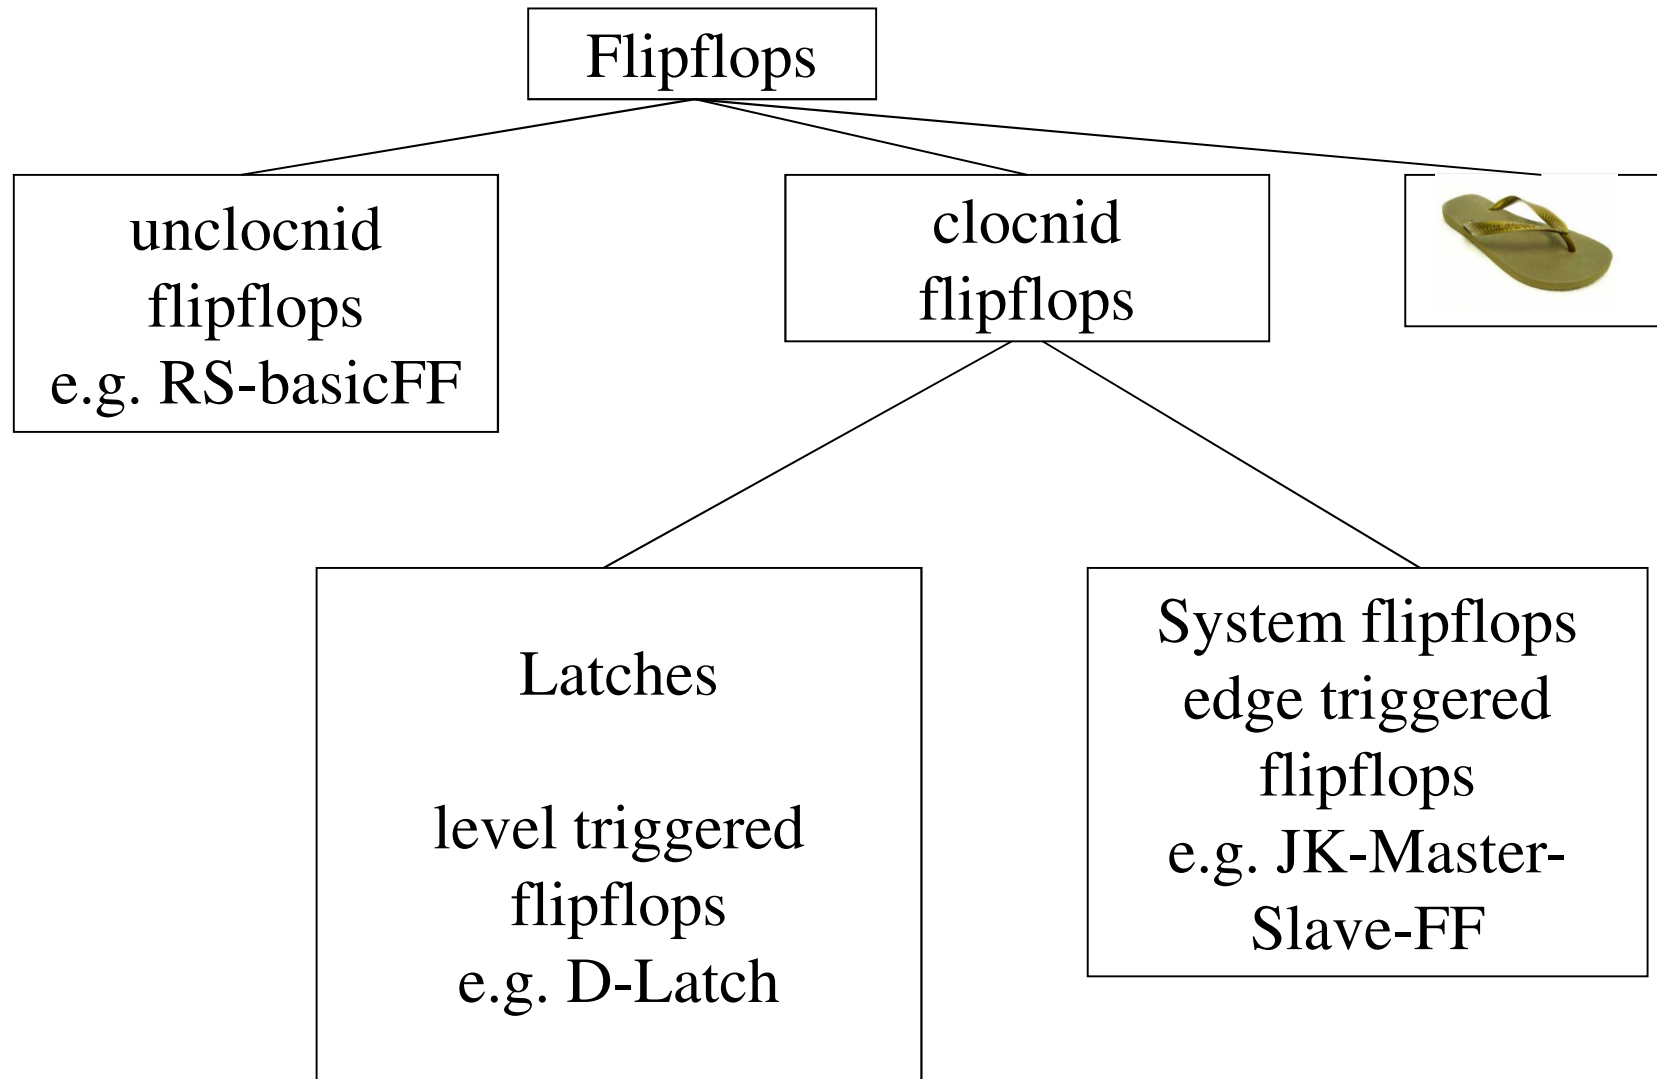 Flipflops
unclocnid
flipflops
e.g. RS-basicFF
clocnid
flipflops
Latches
level triggered
flipflops
e.g. D-Latch
System flipflops
edge triggered
flipflops
e.g. JK-Master-
Slave-FF